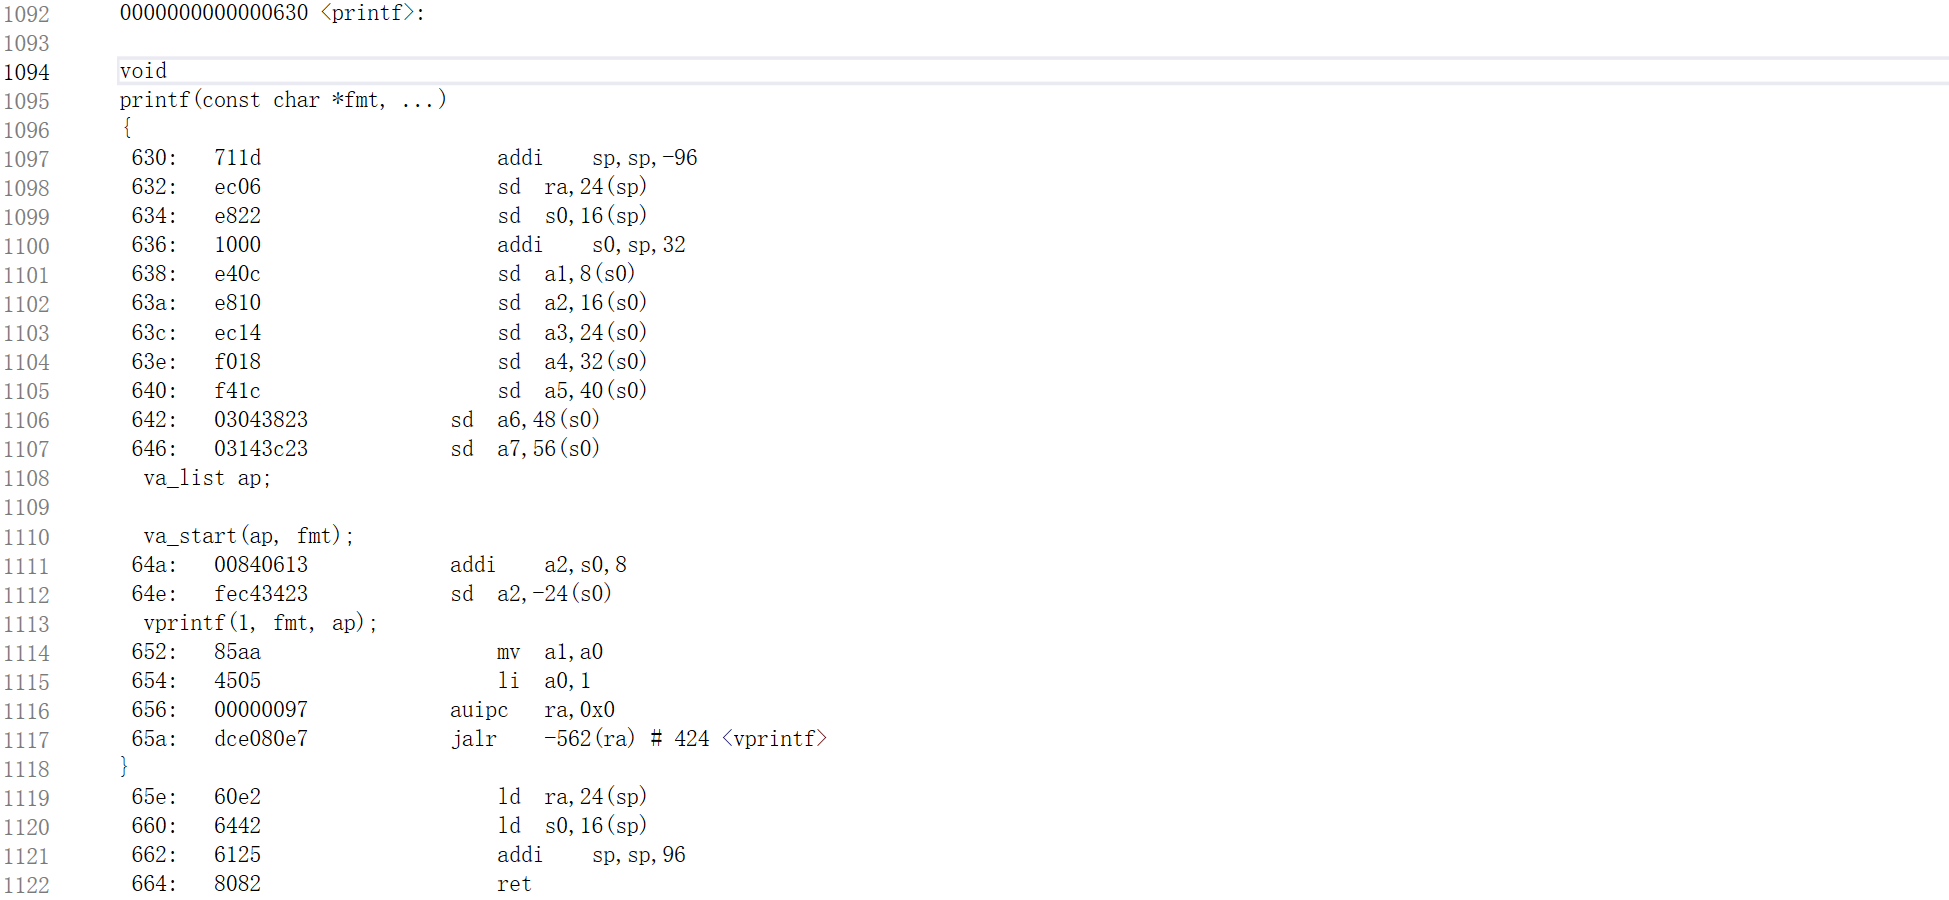 1092 0000000000000630 <printf>:
1093
1094 void
1095 printf(const char *fmt, ...)
1096 {
1097 630: 711d addi sp,sp,-96
1098 632: ec06 sd ra,24(sp)
1099 634: e822 sd s0,16(sp)
1100 636: 1000 addi s0,sp,32
1101 638: e40c sd a1,8(s0)
1102 63a: e810 sd a2,16(s0)
1103 63c: ec14 sd a3,24(s0)
1104 63e: f018 sd a4,32(s0)
1105 640: f41c sd a5,40(s0)
1106 642: 03043823 sd a6,48(s0)
1107 646: 03143c23 sd a7,56(s0)
1108 va_list ap;
1109
1110 va_start(ap, fmt);
1111 64a: 00840613 addi a2,s0,8
1112 64e: fec43423 sd a2,-24(s0)
1113 vprintf(1, fmt, ap);
1114 652: 85aa mv a1,a0
1115 654: 4505 li a0,1
1116 656: 00000097 auipc ra,0x0
1117 65a: dce080e7 jalr -562(ra) # 424 <vprintf>
1118 }
1119 65e: 60e2 ld ra,24(sp)
1120 660: 6442 ld s0,16(sp)
1121 662: 6125 addi sp,sp,96
1122 664: 8082 ret